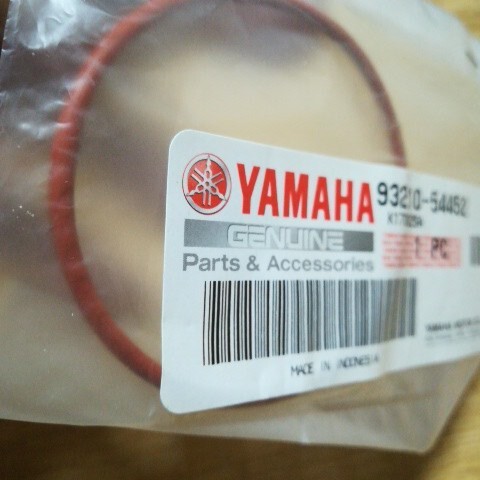 YAMAHA 93210-54452
GENUINE
1 PC
Parts & Accessories
MADE IN INDONESIA